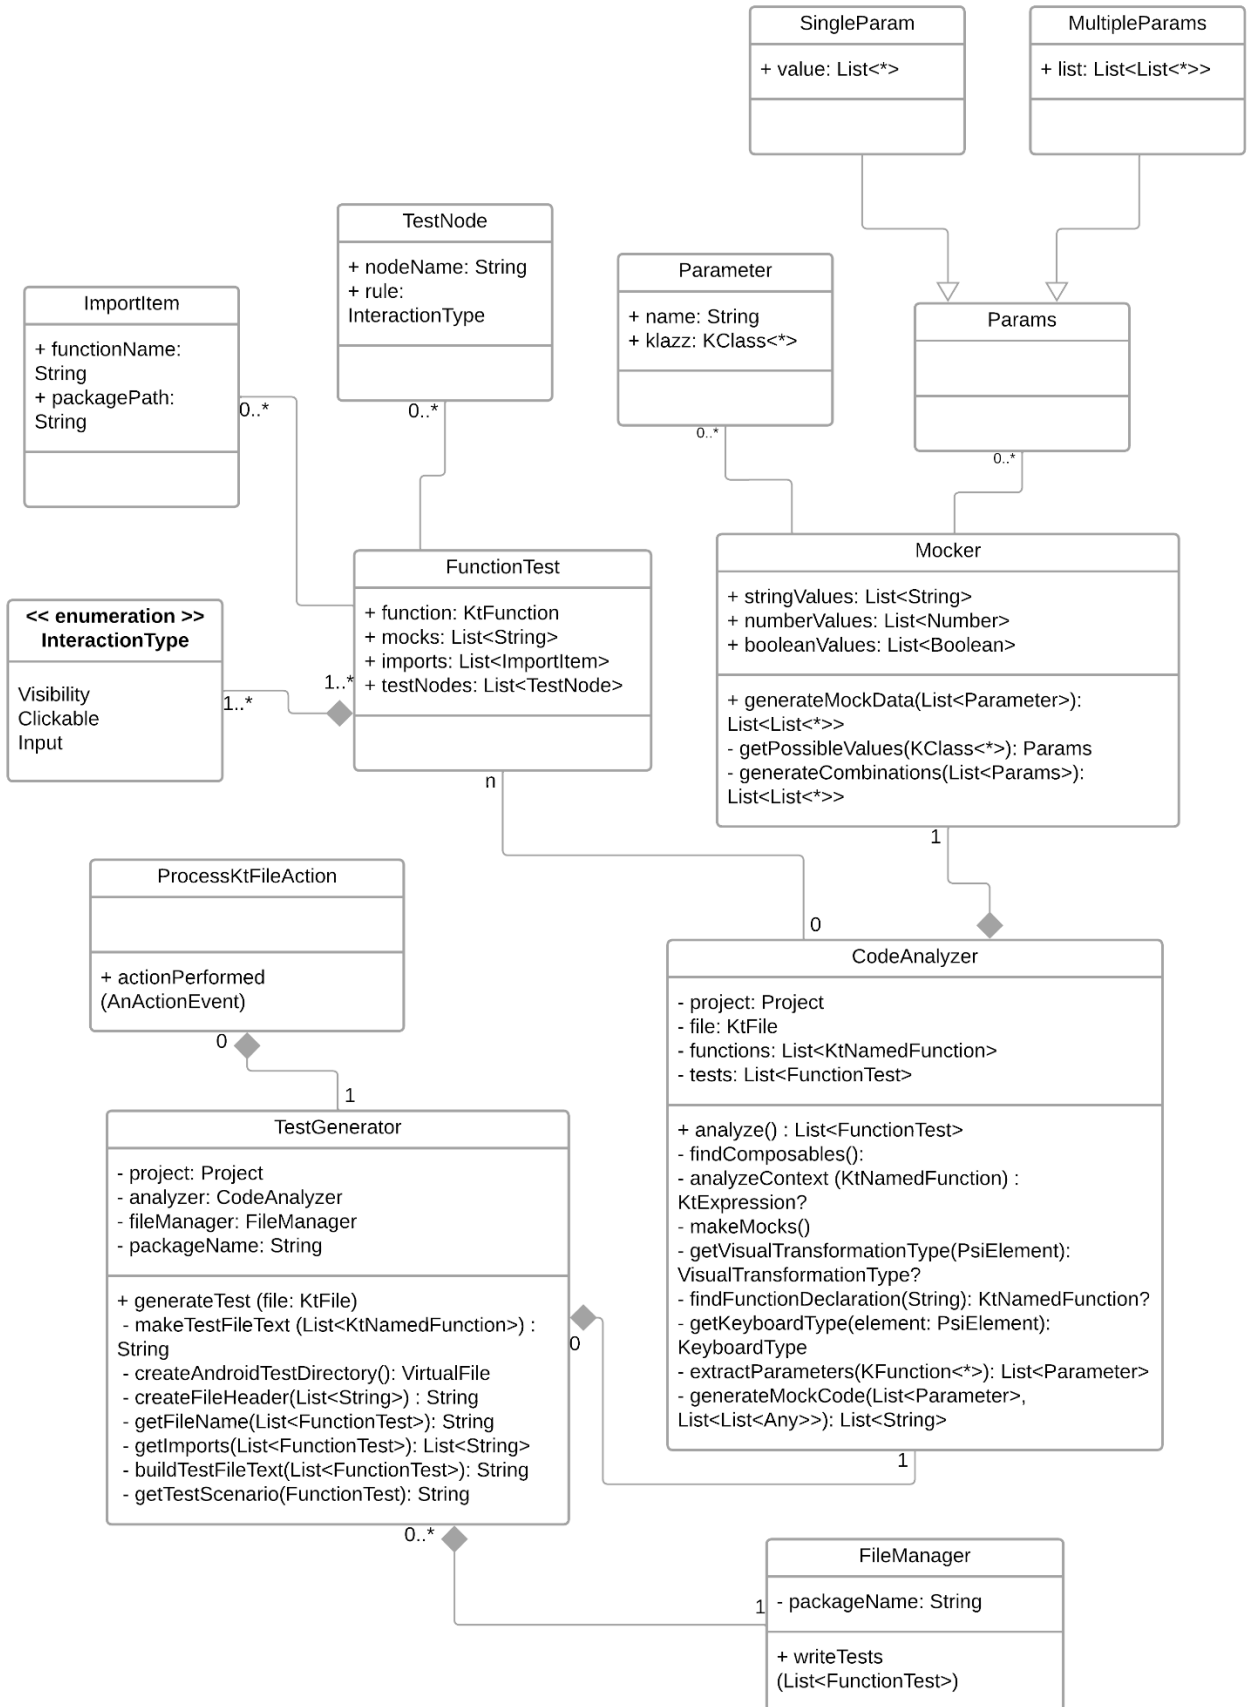 SingleParam
+ value: List<*>
MultipleParams
+ list: List<List<*>>
TestNode
+ nodeName: String
+ rule:
InteractionType
0..*
Parameter
+ name: String
+ klazz: KClass<*>
0..*
Params
0..*
ImportItem
+ functionName:
String
+ packagePath:
String
0..*
FunctionTest
+ function: KtFunction
+ mocks: List<String>
+ imports: List<ImportItem>
+ testNodes: List<TestNode>
1..*
n
<< enumeration >>
InteractionType
Visibility
Clickable
Input
1..*
Mocker
+ stringValues: List<String>
+ numberValues: List<Number>
+ booleanValues: List<Boolean>
+ generateMockData(List<Parameter>):
List<List<*>>
- getPossibleValues(KClass<*>): Params
- generateCombinations(List<Params>):
List<List<*>>
1
ProcessKtFileAction
+ actionPerformed
(AnActionEvent)
0
1
0
CodeAnalyzer
- project: Project
- file: KtFile
- functions: List<KtNamedFunction>
- tests: List<FunctionTest>
+ analyze() : List<FunctionTest>
- findComposables():
- analyzeContext (KtNamedFunction) :
KtExpression?
- makeMocks()
- getVisualTransformationType(PsiElement):
VisualTransformationType?
- findFunctionDeclaration(String): KtNamedFunction?
- getKeyboardType(element: PsiElement):
KeyboardType
- extractParameters(KFunction<*>): List<Parameter>
- generateMockCode(List<Parameter>,
List<List<Any>>): List<String>
1
TestGenerator
- project: Project
- analyzer: CodeAnalyzer
- fileManager: FileManager
- packageName: String
+ generateTest (file: KtFile)
- makeTestFileText (List<KtNamedFunction>) :
String
- createAndroidTestDirectory(): VirtualFile
- createFileHeader(List<String>) : String
- getFileName(List<FunctionTest>): String
- getImports(List<FunctionTest>): List<String>
- buildTestFileText(List<FunctionTest>): String
- getTestScenario(FunctionTest): String
0
0..*
1
FileManager
- packageName: String
+ writeTests
(List<FunctionTest>)